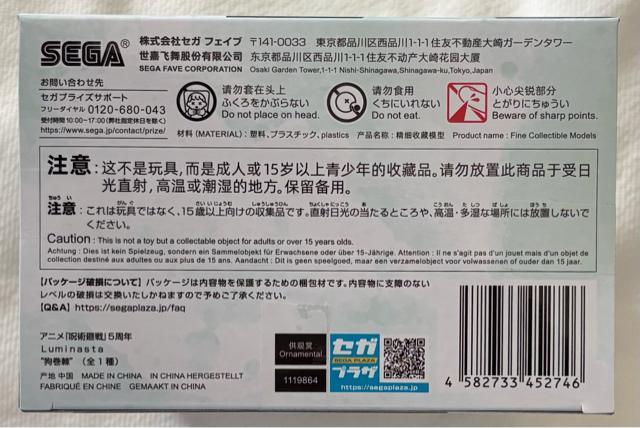 SEGA
株式会社セガ フェイブ 〒141-0033 東京都品川区西品川1-1-1住友不動産大崎ガーデンタワー
世嘉飞舞股份有限公司 东京都品川区西品川1-1-1住友不动产大崎花园大厦
SEGA FAVE CORPORATION Osaki Garden Tower,1-1-1 Nishi-Shinagawa,Shinagawa-ku,Tokyo,Japan
お問い合わせ先
セガプライズサポート
フリーダイヤル 0120-680-043
受付時間 10:00~17:00 (弊社指定休日を除く)
https://www.sega.jp/contact/prize/
请勿套在头上
ふくろをかぶらない
Do not place on head.
请勿食用
くちにいれない
Do not eat.
小心尖锐部分
とがりにちゅうい
Beware of sharp points.
材料 (MATERIAL) : 塑料、プラスチック、plastics 产品名称 : 精细收藏模型 Product name : Fine Collectible Models
注意：这不是玩具，而是成人或15岁以上青少年的收藏品。请勿放置此商品于受日
光直射，高温或潮湿的地方。保留备用。
注意：これは玩具ではなく、15歳以上向けの収集品です。直射日光の当たるところや、高温・多湿な場所には放置しないで
ください。
Caution : This is not a toy but a collectable object for adults or over 15 years olds.
Achtung : Dies ist kein Spielzeug, sondern ein Sammelobjekt für Erwachsene oder über 15-Jährige. Attention : Il ne s'agit pas d'un jouet mais d'un objet de
collection destiné aux adultes ou aux plus de 15 ans. Aandacht : Dit is geen speelgoed, maar een verzamelobject voor volwassenen of ouder dan 15 jaar.
【パッケージ破損について】パッケージは内容物を保護するための梱包材です。内容物に支障のない
レベルの破損は交換いたしかねますので予めご了承ください。
【Q&A】https://segaplaza.jp/faq
アニメ『呪術廻戦』5周年
Luminasta
"狗巻棘" (全1種)
产地 中国 MADE IN CHINA IN CHINA HERGESTELLT
FABRIQUÉ EN CHINE GEMAAKT IN CHINA
供观赏
Ornamental
1119864
セガ
SEGA PLAZA
プラザ
https://segaplaza.jp/
4 582733 452746